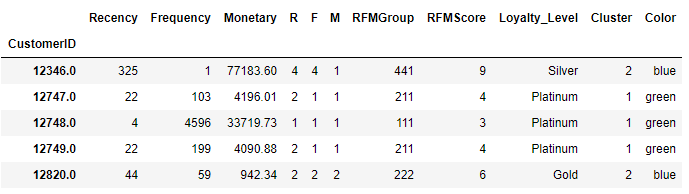 Recency Frequency Monetary R F M RFMGroup RFMScore Loyalty_Level Cluster Color
CustomerID
12346.0 325 1 77183.60 4 4 1 441 9 Silver 2 blue
12747.0 22 103 4196.01 2 1 1 211 4 Platinum 1 green
12748.0 4 4596 33719.73 1 1 1 111 3 Platinum 1 green
12749.0 22 199 4090.88 2 1 1 211 4 Platinum 1 green
12820.0 44 59 942.34 2 2 2 222 6 Gold 2 blue